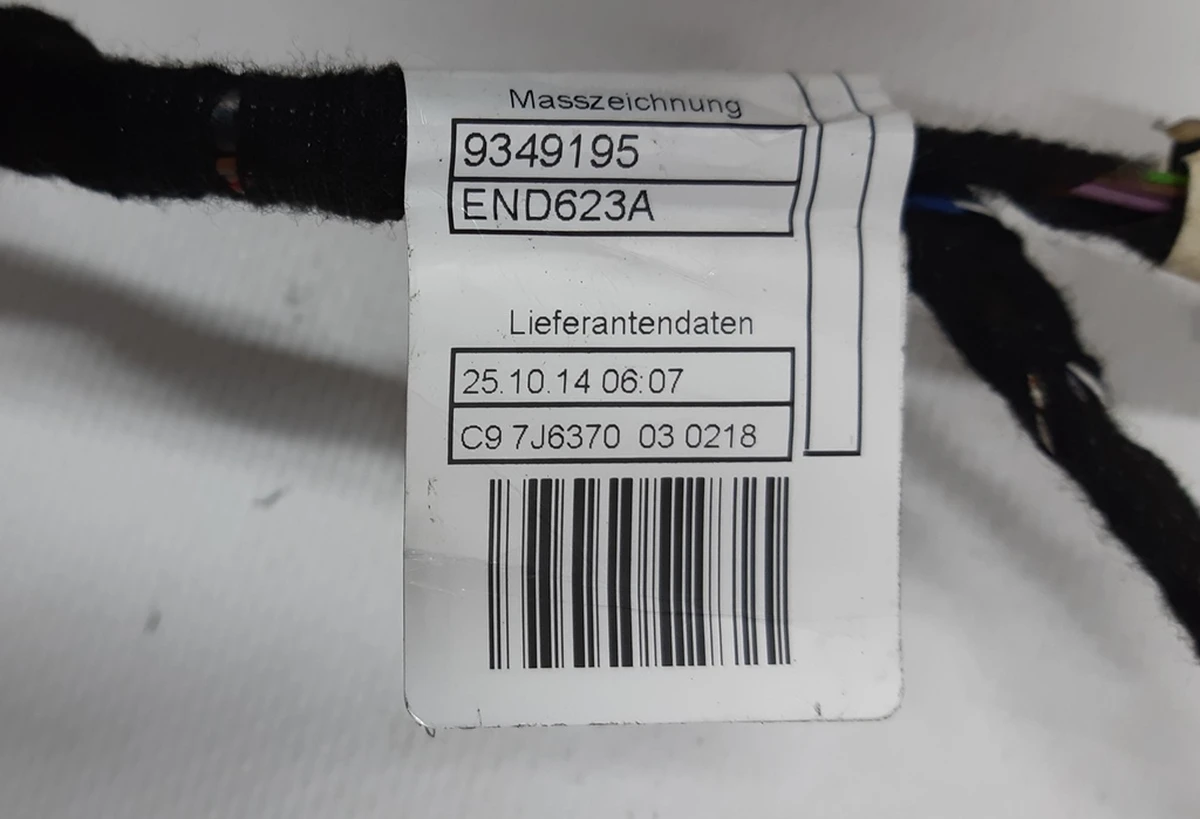 Masszeichnung
9349195
END623A
Lieferantendaten
25.10.14 06:07
C9 7J6370 03 0218